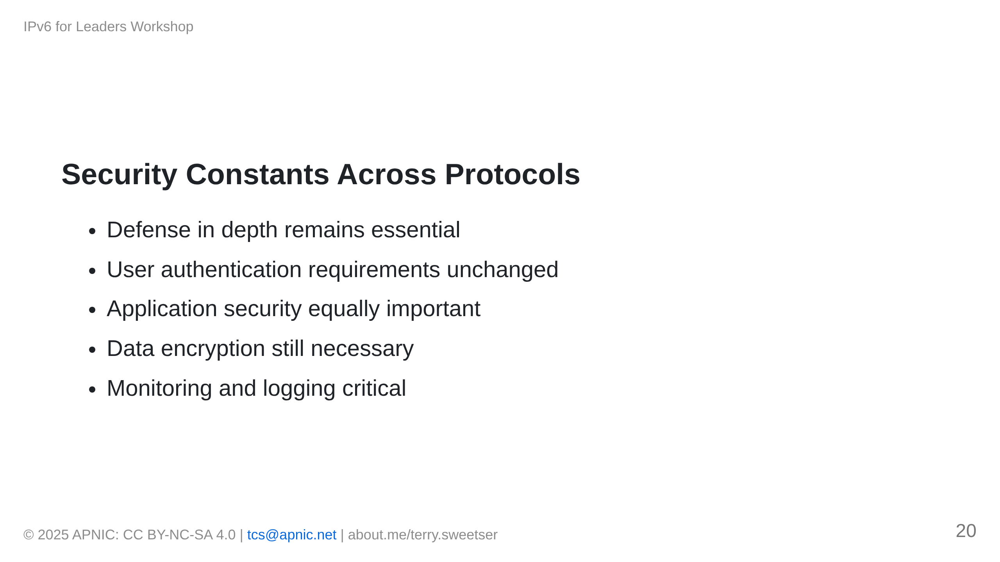 IPv6 for Leaders Workshop
Security Constants Across Protocols
• Defense in depth remains essential
• User authentication requirements unchanged
• Application security equally important
• Data encryption still necessary
• Monitoring and logging critical
© 2025 APNIC: CC BY-NC-SA 4.0 | tcs@apnic.net | about.me/terry.sweetser
20